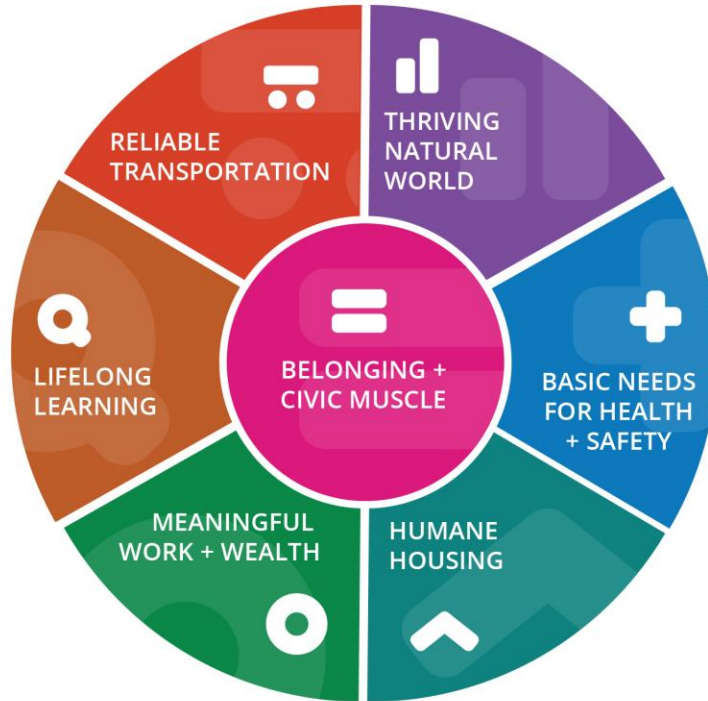 RELIABLE
TRANSPORTATION
THRIVING
NATURAL
WORLD
LIFELONG
LEARNING
BELONGING +
CIVIC MUSCLE
BASIC NEEDS
FOR HEALTH
+ SAFETY
MEANINGFUL
WORK + WEALTH
HUMANE
HOUSING